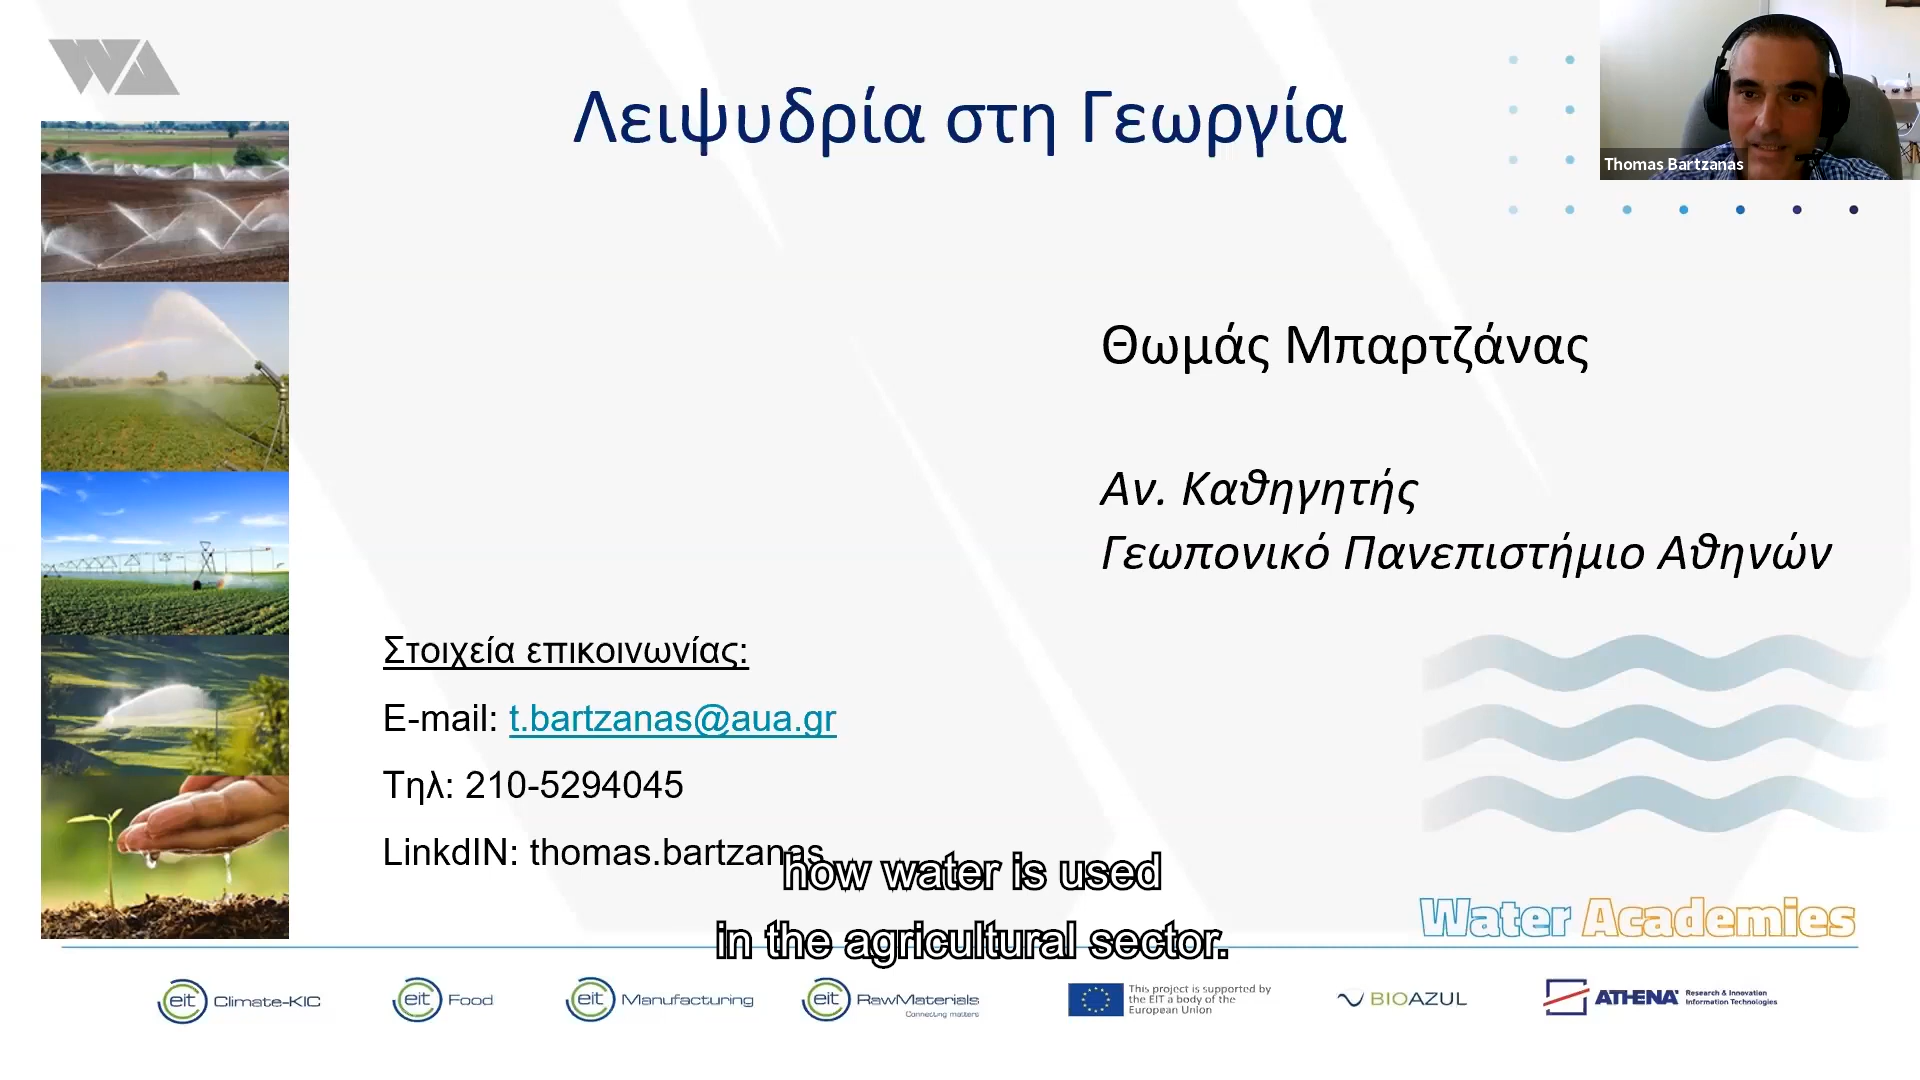 WA
Λειψυδρία στη Γεωργία
Thomas Bartzanas
Θωμάς Μπαρτζάνας
Αν. Καθηγητής
Γεωπονικό Πανεπιστήμιο Αθηνών
Στοιχεία επικοινωνίας:
E-mail: t.bartzanas@aua.gr
Τηλ: 210-5294045
LinkdIN: thomas.bartzanas
how water is used
in the agricultural sector.
Water Academies
eit Climate-KIC
eit Food
eit Manufacturing
eit RawMaterials
Connecting matters
This project is supported by
the EIT a body of the
European Union
BIOAZUL
ATHENA
Research & Innovation
Information Technologies